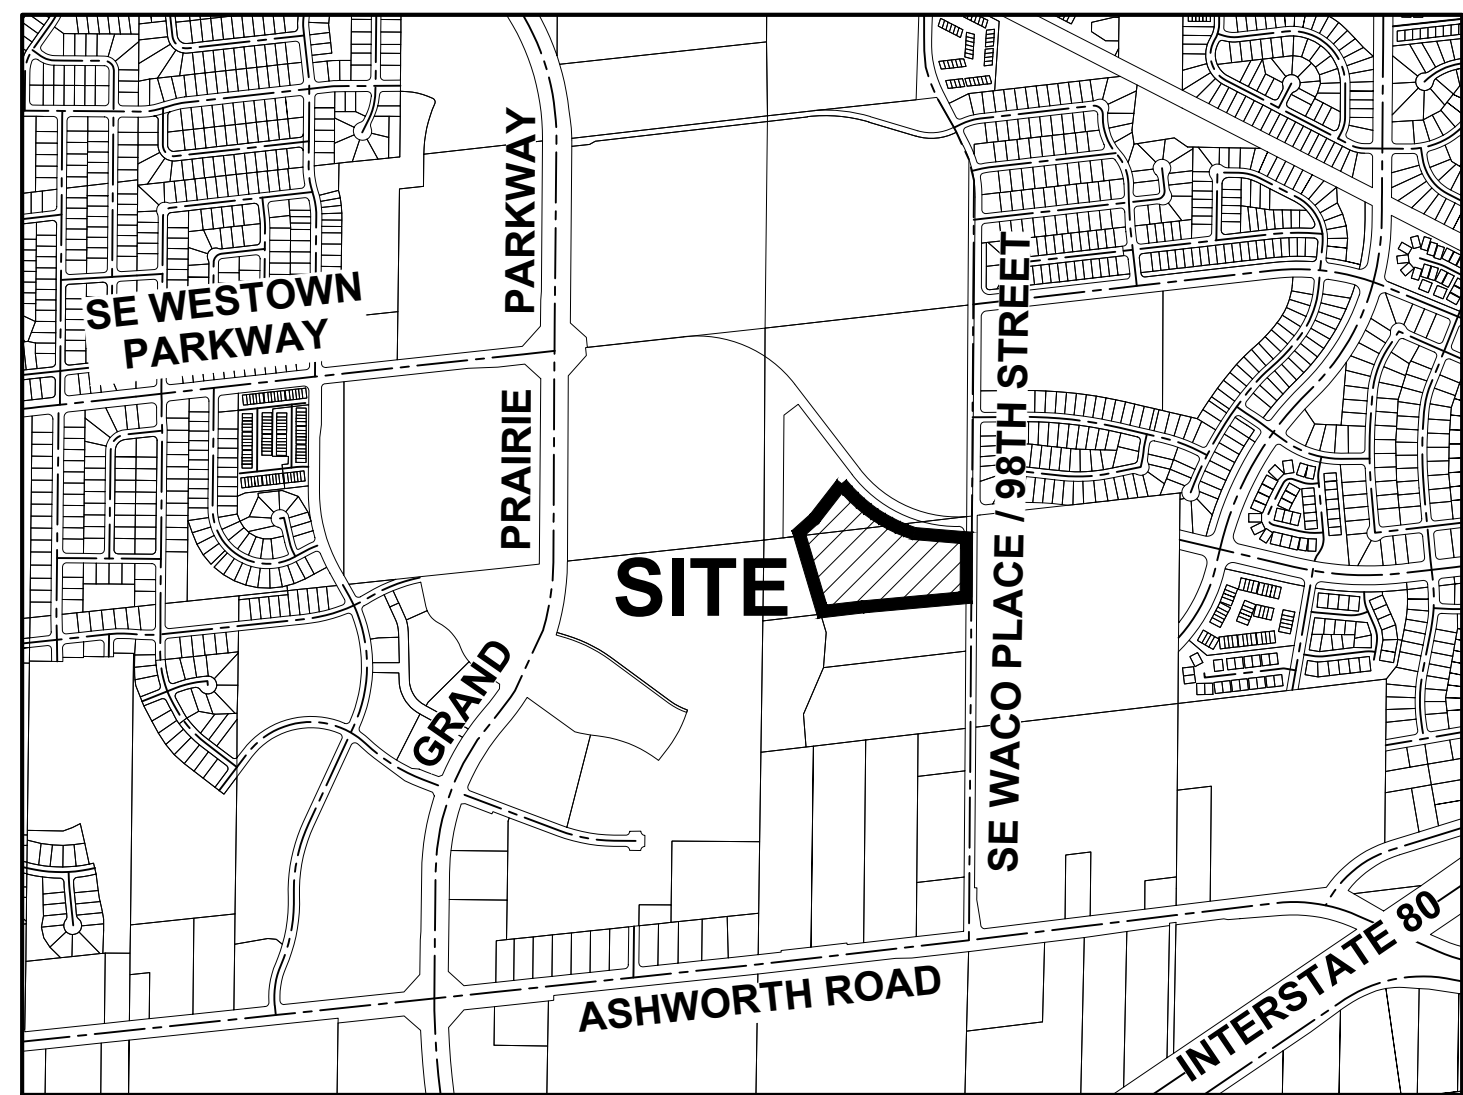 SE WESTOWN
PARKWAY
GRAND PRAIRIE PARKWAY
SITE
SE WACO PLACE / 98TH STREET
ASHWORTH ROAD
INTERSTATE 80